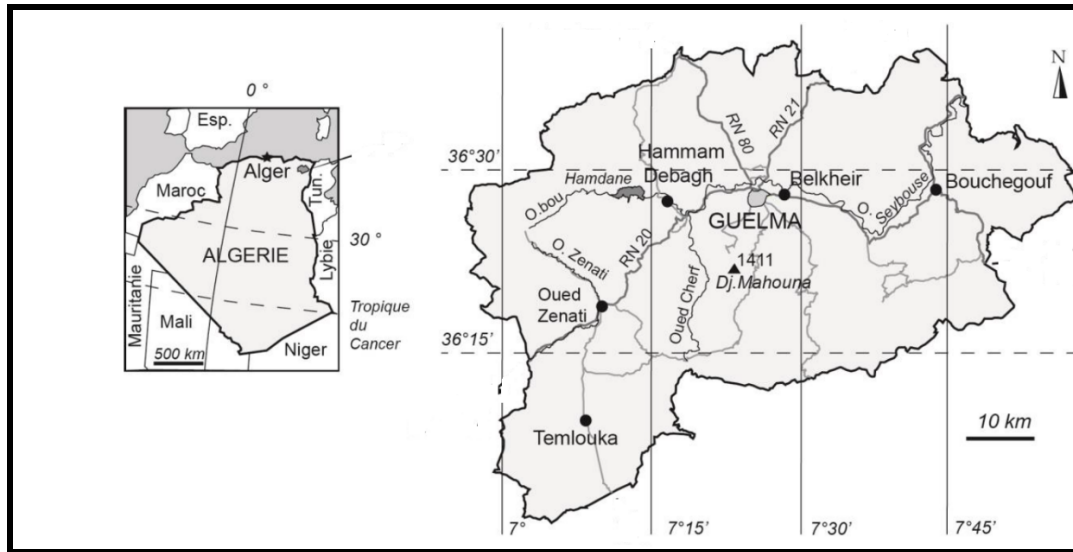 0 °
Esp.
Alger
Tun.
Maroc
ALGERIE
30 °
Lybie
Mauritanie
Mali
Niger
Tropique
du
Cancer
500 km
N
RN 80
RN 21
36°30'
Hammam
Debagh
Hamdane
Belkheir
Bouchegouf
O.bou
GUELMA
O.
Seybouse
O. Zenati
RN 20
1411
Dj.Mahouna
Oued Cherf
Oued
Zenati
36°15'
Temlouka
10 km
7°
7°15'
7°30'
7°45'